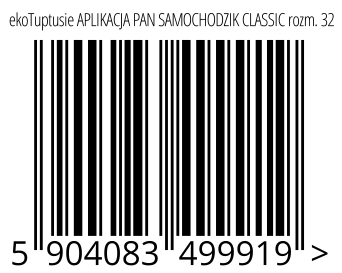 ekoTuptusie APLIKACJA PAN SAMOCHODZIK CLASSIC rozm. 32
5 904083 499919 >